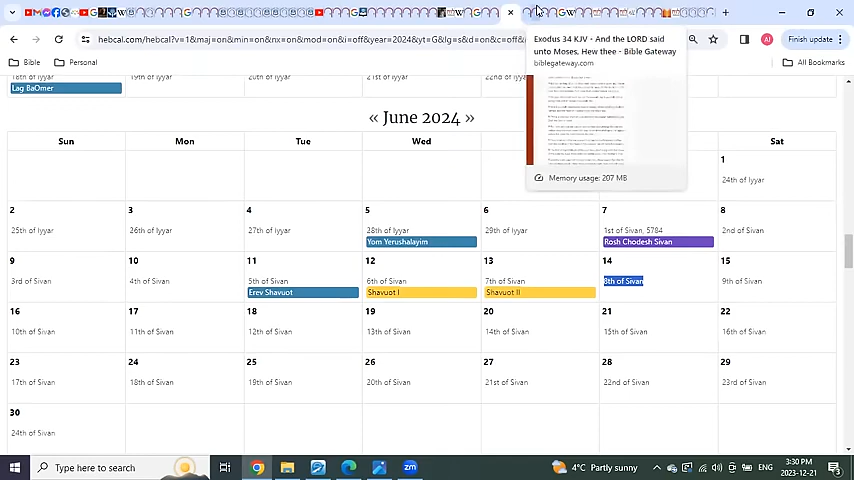 hebcal.com/hebcal?v=1&maj=on&min=on&nx=on&mod=on&i=off&year=2024&yt=G&lg=s&d=on&c=off&
Finish update
Bible
Personal
All Bookmarks
Exodus 34 KJV - And the LORD said
unto Moses, Hew thee - Bible Gateway
biblegateway.com
Memory usage: 207 MB
18th of Iyyar
19th of Iyyar
20th of Iyyar
21st of Iyyar
Lag BaOmer
« June 2024 »
Sun Mon Tue Wed Sat
1
24th of Iyyar
2 3 4 5 6 7 8
25th of Iyyar 26th of Iyyar 27th of Iyyar 28th of Iyyar 29th of Iyyar 1st of Sivan, 5784 2nd of Sivan
Yom Yerushalayim Rosh Chodesh Sivan
9 10 11 12 13 14 15
3rd of Sivan 4th of Sivan 5th of Sivan 6th of Sivan 7th of Sivan 8th of Sivan 9th of Sivan
Erev Shavuot Shavuot I Shavuot II
16 17 18 19 20 21 22
10th of Sivan 11th of Sivan 12th of Sivan 13th of Sivan 14th of Sivan 15th of Sivan 16th of Sivan
23 24 25 26 27 28 29
17th of Sivan 18th of Sivan 19th of Sivan 20th of Sivan 21st of Sivan 22nd of Sivan 23rd of Sivan
30
24th of Sivan
Type here to search
4°C Partly sunny
ENG
3:30 PM
2023-12-21
3